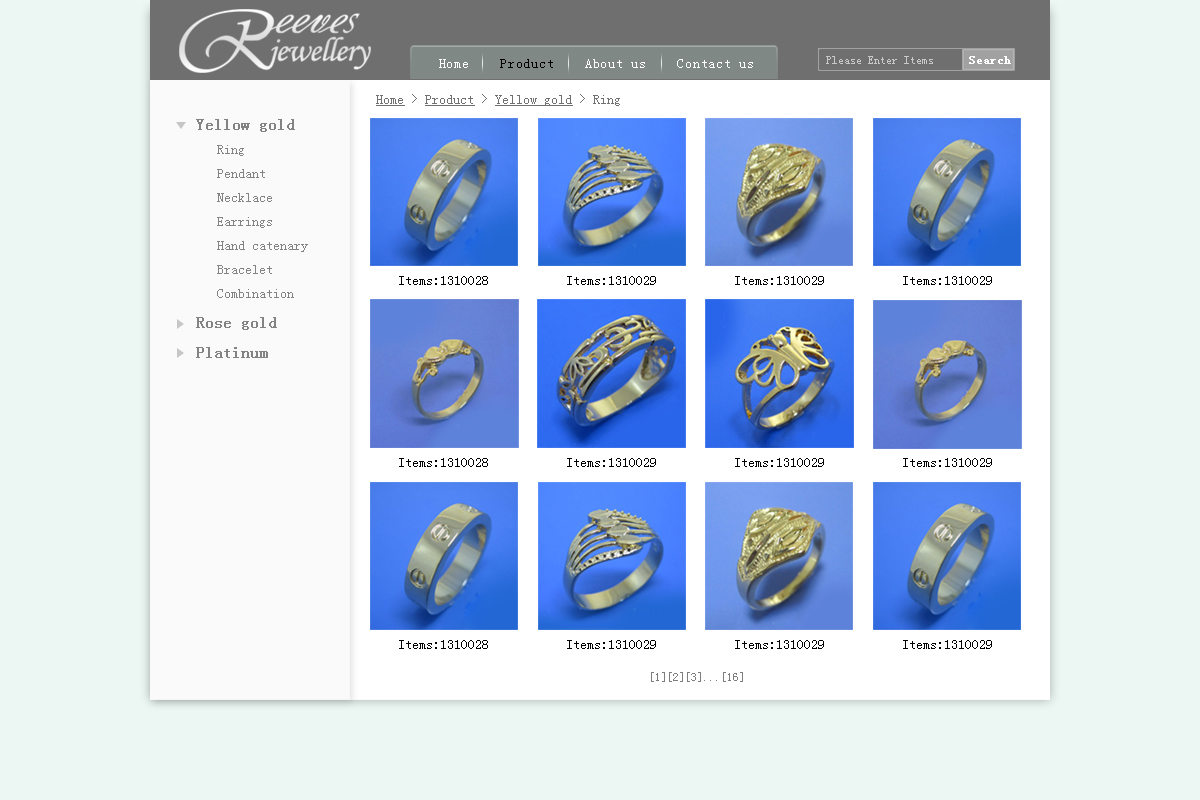 Reeves
jewellery
Home Product About us Contact us
Please Enter Items Search
Home > Product > Yellow gold > Ring
Yellow gold
Ring
Pendant
Necklace
Earrings
Hand catenary
Bracelet
Combination
Rose gold
Platinum
Items:1310028 Items:1310029 Items:1310029 Items:1310029
Items:1310028 Items:1310029 Items:1310029 Items:1310029
Items:1310028 Items:1310029 Items:1310029 Items:1310029
[1][2][3]...[16]